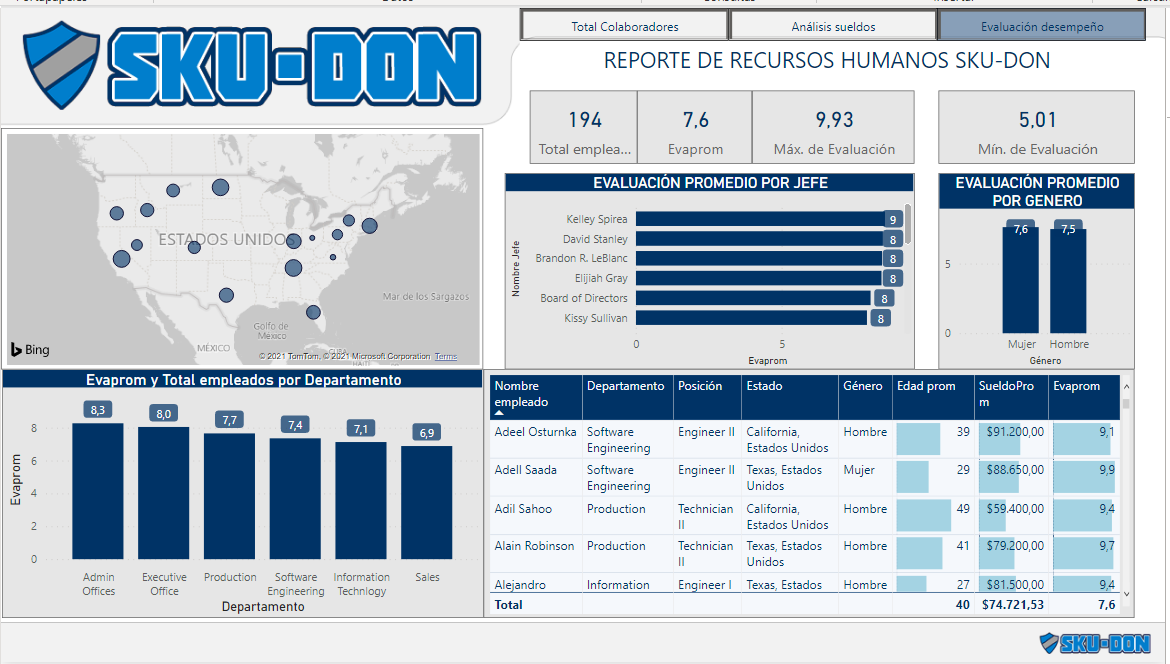 Total Colaboradores
Análisis sueldos
Evaluación desempeño
SKU-DON
REPORTE DE RECURSOS HUMANOS SKU-DON
194
Total emplea...
7,6
Evaprom
9,93
Máx. de Evaluación
5,01
Mín. de Evaluación
ESTADOS UNIDOS
Mar de los Sargazos
Golfo de
México
MÉXICO
CUBA
Bing
© 2021 TomTom, © 2021 Microsoft Corporation Terms
EVALUACIÓN PROMEDIO POR JEFE
Nombre Jefe
Kelley Spirea 9
David Stanley 8
Brandon R. LeBlanc 8
Elijiah Gray 8
Board of Directors 8
Kissy Sullivan 8
0 5
Evaprom
EVALUACIÓN PROMEDIO
POR GENERO
7,6 7,5
5
0
Mujer Hombre
Género
Evaprom y Total empleados por Departamento
Evaprom
8
6
4
2
0
8,3 8,0 7,7 7,4 7,1 6,9
Admin Executive Production Software Information Sales
Offices Office Engineering Technlogy
Departamento
Nombre Departamento Posición Estado Género Edad prom SueldoPro Evaprom
empleado m
Adeel Osturnka Software Engineer II California, Hombre 39 $91.200,00 9,1
Engineering Estados Unidos
Adell Saada Software Engineer II Texas, Estados Mujer 29 $88.650,00 9,9
Engineering Unidos
Adil Sahoo Production Technician California, Hombre 49 $59.400,00 9,4
II Estados Unidos
Alain Robinson Production Technician Texas, Estados Hombre 41 $79.200,00 9,7
II Unidos
Alejandro Information Engineer I Texas, Estados Hombre 27 $81.500,00 9,4
Total 40 $74.721,53 7,6
SKU-DON